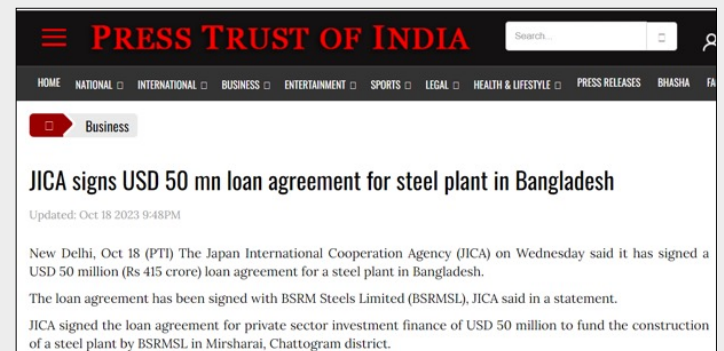 PRESS TRUST OF INDIA
Search...
HOME NATIONAL INTERNATIONAL BUSINESS ENTERTAINMENT SPORTS LEGAL HEALTH & LIFESTYLE PRESS RELEASES BHASHA FA
Business
JICA signs USD 50 mn loan agreement for steel plant in Bangladesh
Updated: Oct 18 2023 9:48PM
New Delhi, Oct 18 (PTI) The Japan International Cooperation Agency (JICA) on Wednesday said it has signed a
USD 50 million (Rs 415 crore) loan agreement for a steel plant in Bangladesh.
The loan agreement has been signed with BSRM Steels Limited (BSRMSL), JICA said in a statement.
JICA signed the loan agreement for private sector investment finance of USD 50 million to fund the construction
of a steel plant by BSRMSL in Mirsharai, Chattogram district.